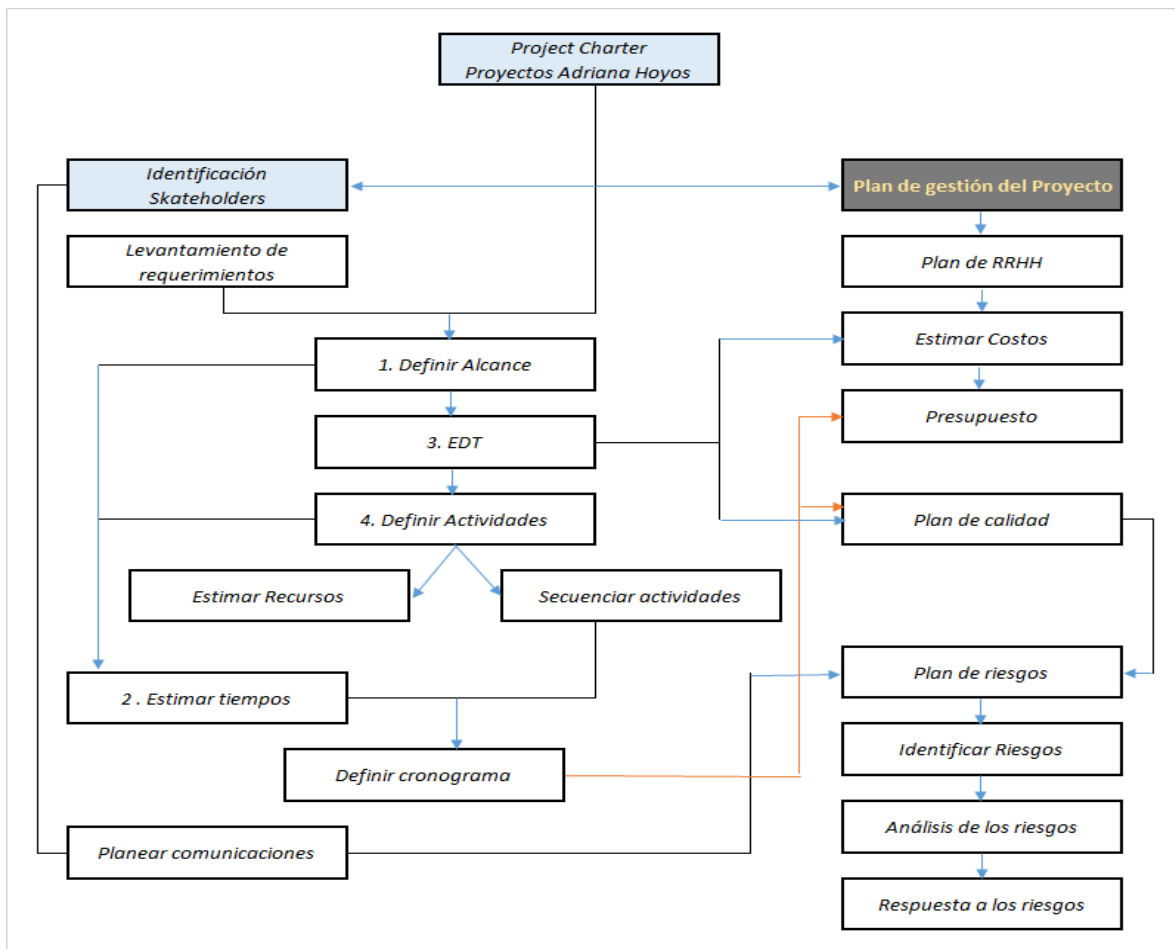 Project Charter
Proyectos Adriana Hoyos
Identificación
Skateholders
Plan de gestión del Proyecto
Levantamiento de
requerimientos
Plan de RRHH
1. Definir Alcance
Estimar Costos
3. EDT
Presupuesto
4. Definir Actividades
Plan de calidad
Estimar Recursos
Secuenciar actividades
2 . Estimar tiempos
Plan de riesgos
Definir cronograma
Identificar Riesgos
Planear comunicaciones
Análisis de los riesgos
Respuesta a los riesgos